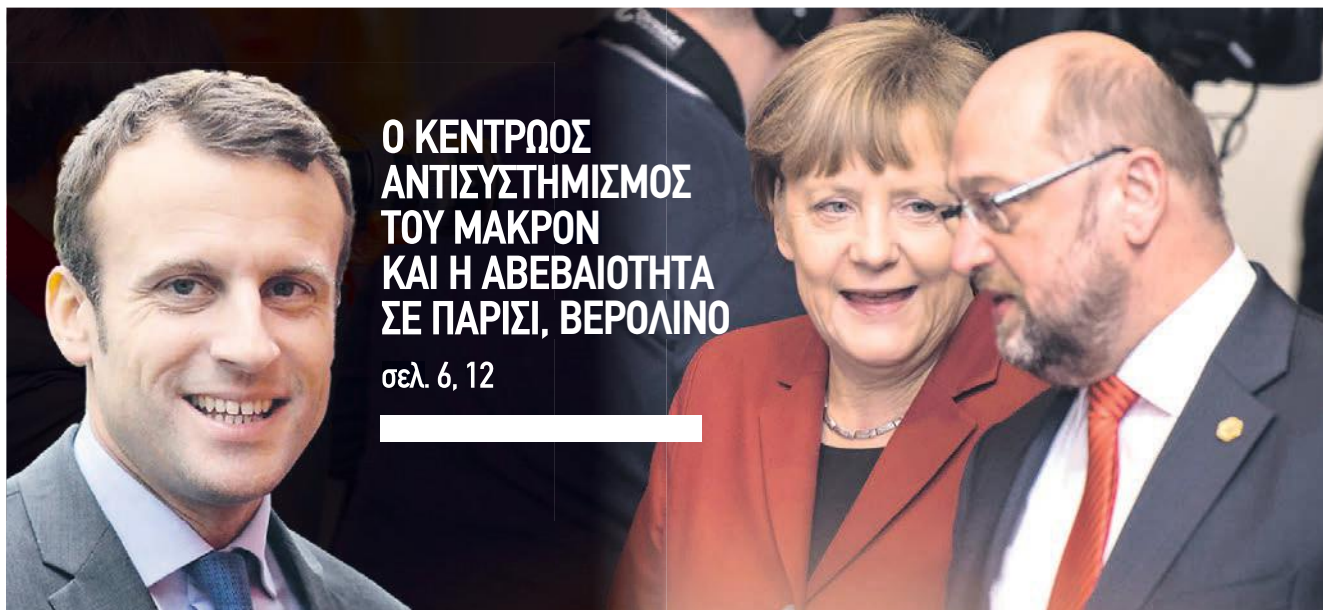 Ο ΚΕΝΤΡΩΟΣ
ΑΝΤΙΣΥΣΤΗΜΙΣΜΟΣ
ΤΟΥ ΜΑΚΡΟΝ
ΚΑΙ Η ΑΒΕΒΑΙΟΤΗΤΑ
ΣΕ ΠΑΡΙΣΙ, ΒΕΡΟΛΙΝΟ
σελ. 6, 12